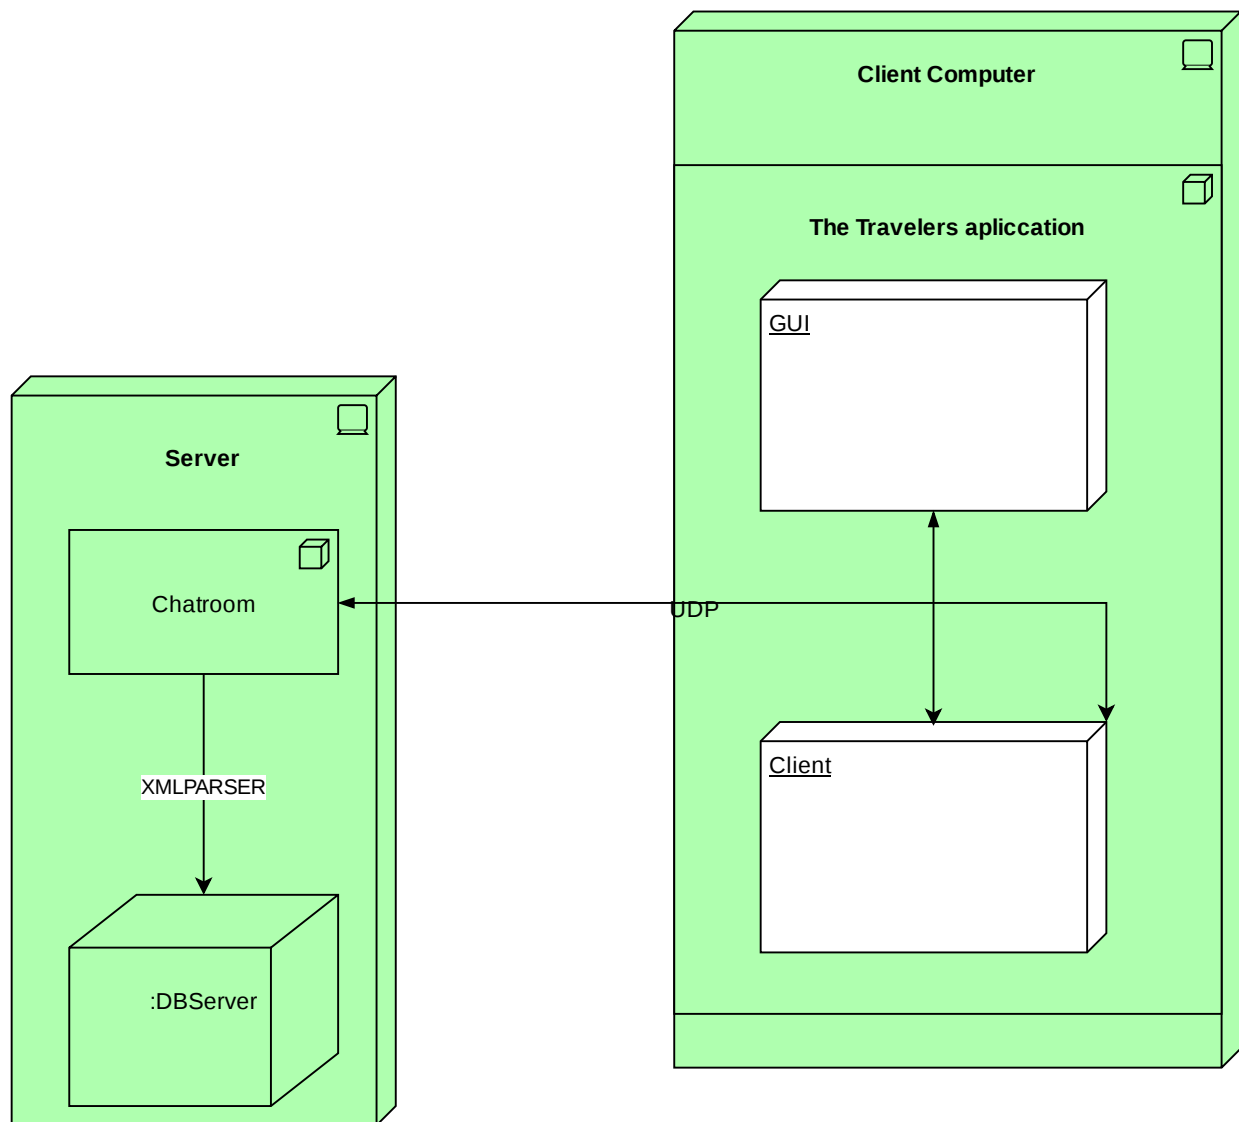 Client Computer
The Travelers apliccation
GUI
Server
Chatroom
UDP
Client
XMLPARSER
:DBServer